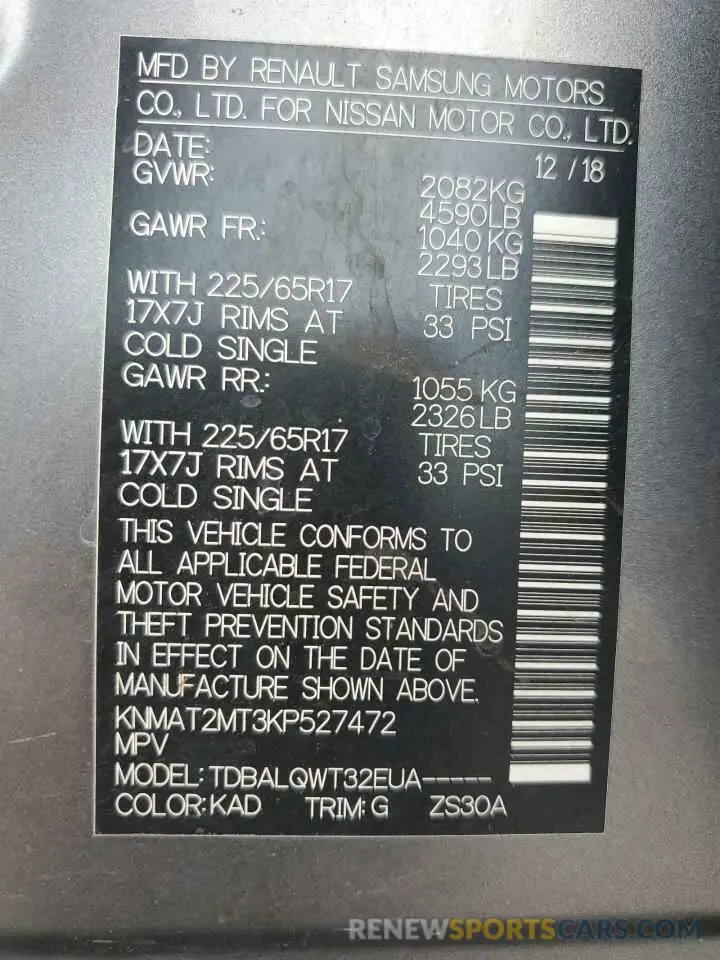 MFD BY RENAULT SAMSUNG MOTORS
CO., LTD. FOR NISSAN MOTOR CO., LTD.
DATE: 12 / 18
GVWR: 2082KG
4590LB
GAWR FR.: 1040 KG
2293LB
WITH 225/65R17 TIRES
17X7J RIMS AT 33 PSI
COLD SINGLE
GAWR RR.: 1055 KG
2326LB
WITH 225/65R17 TIRES
17X7J RIMS AT 33 PSI
COLD SINGLE
THIS VEHICLE CONFORMS TO
ALL APPLICABLE FEDERAL
MOTOR VEHICLE SAFETY AND
THEFT PREVENTION STANDARDS
IN EFFECT ON THE DATE OF
MANUFACTURE SHOWN ABOVE.
KNMAT2MT3KP527472
MPV
MODEL: TDBALQWT32EUA-----
COLOR: KAD TRIM: G ZS30A
RENEWSPORTSCARS.COM